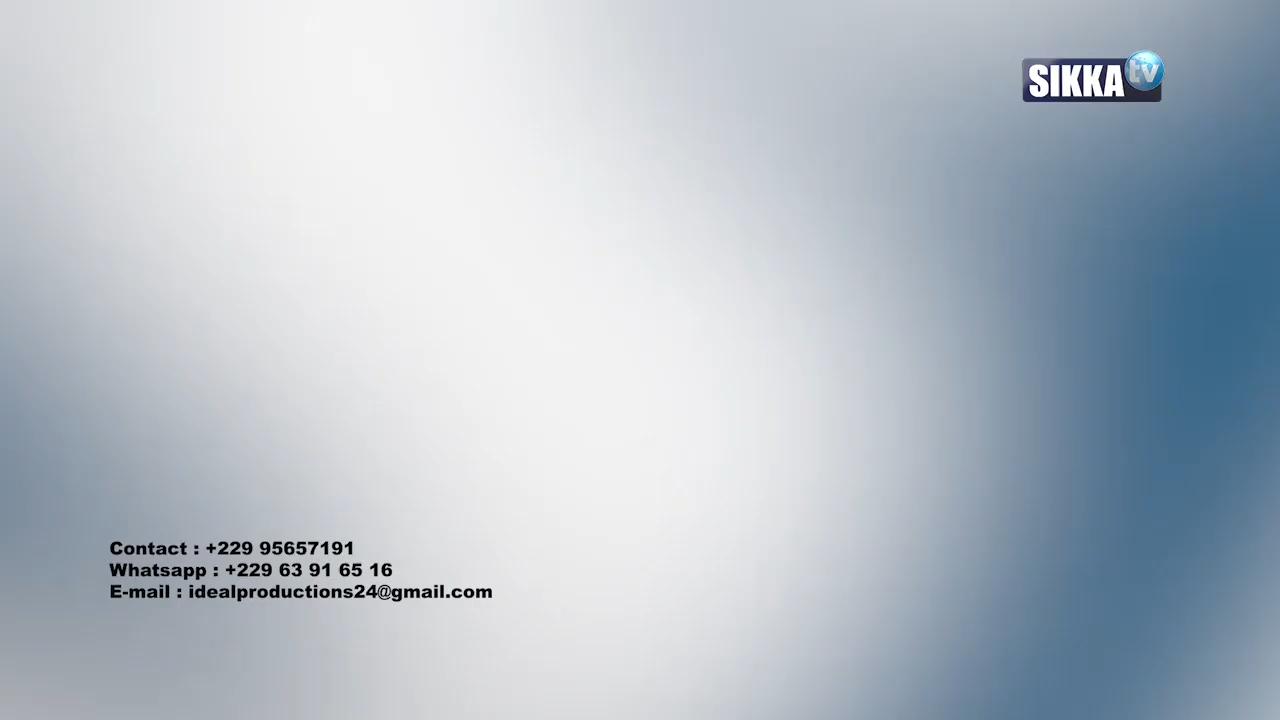 SIKKA tv
Contact : +229 95657191
Whatsapp : +229 63 91 65 16
E-mail : idealproductions24@gmail.com